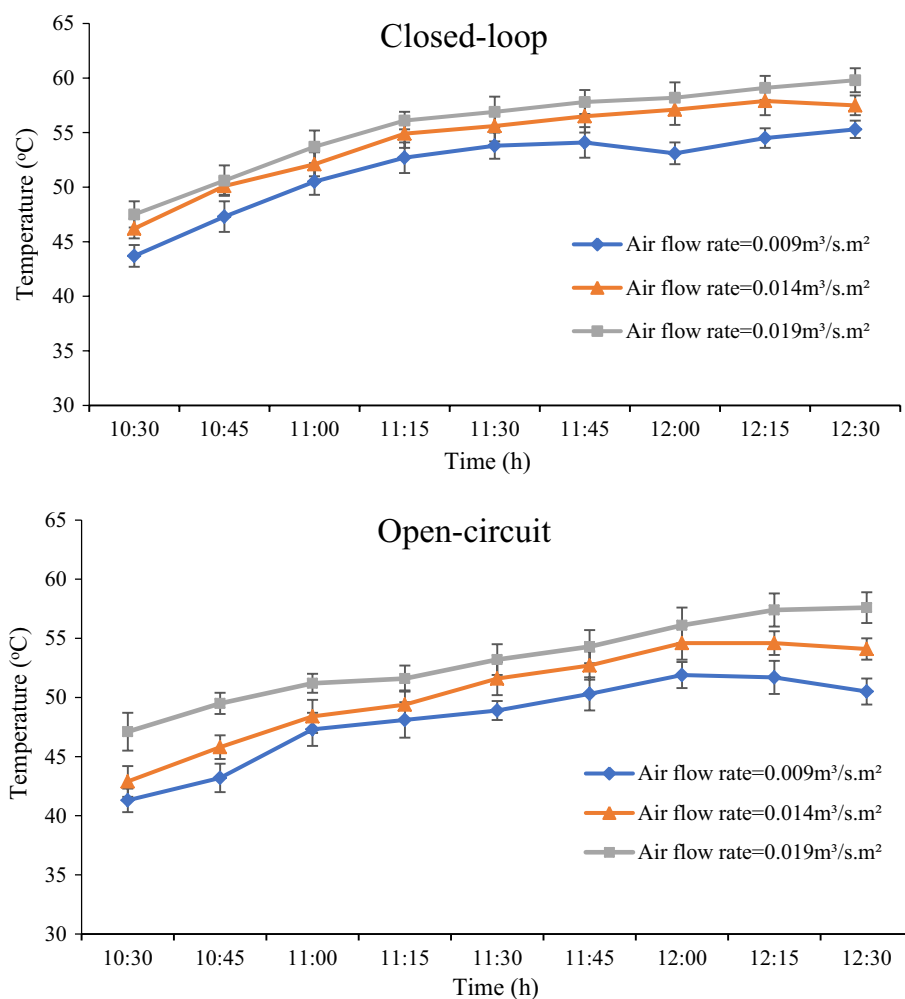 Closed-loop
65
60
55
50
45
40
35
30
Temperature (°C)
Air flow rate=0.009m³/s.m²
Air flow rate=0.014m³/s.m²
Air flow rate=0.019m³/s.m²
10:30 10:45 11:00 11:15 11:30 11:45 12:00 12:15 12:30
Time (h)
Open-circuit
65
60
55
50
45
40
35
30
Temperature (°C)
Air flow rate=0.009m³/s.m²
Air flow rate=0.014m³/s.m²
Air flow rate=0.019m³/s.m²
10:30 10:45 11:00 11:15 11:30 11:45 12:00 12:15 12:30
Time (h)